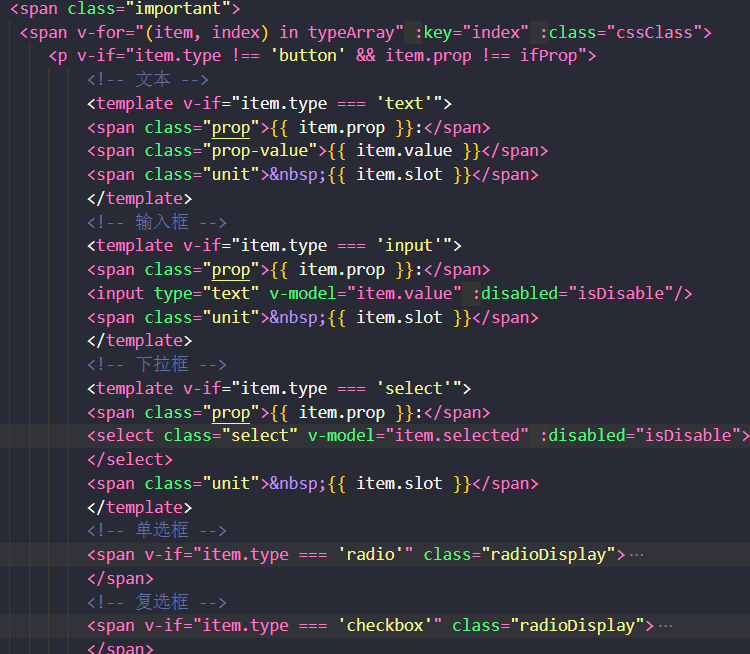 <span class="important">
<span v-for="(item, index) in typeArray" :key="index" :class="cssClass">
<p v-if="item.type !== 'button' && item.prop !== ifProp">
<!-- 文本 -->
<template v-if="item.type === 'text'">
<span class="prop">{{ item.prop }}:</span>
<span class="prop-value">{{ item.value }}</span>
<span class="unit">&nbsp;{{ item.slot }}</span>
</template>
<!-- 输入框 -->
<template v-if="item.type === 'input'">
<span class="prop">{{ item.prop }}:</span>
<input type="text" v-model="item.value" :disabled="isDisable"/>
<span class="unit">&nbsp;{{ item.slot }}</span>
</template>
<!-- 下拉框 -->
<template v-if="item.type === 'select'">
<span class="prop">{{ item.prop }}:</span>
<select class="select" v-model="item.selected" :disabled="isDisable">
</select>
<span class="unit">&nbsp;{{ item.slot }}</span>
</template>
<!-- 单选框 -->
<span v-if="item.type === 'radio'" class="radioDisplay">…
</span>
<!-- 复选框 -->
<span v-if="item.type === 'checkbox'" class="radioDisplay">…
</span>